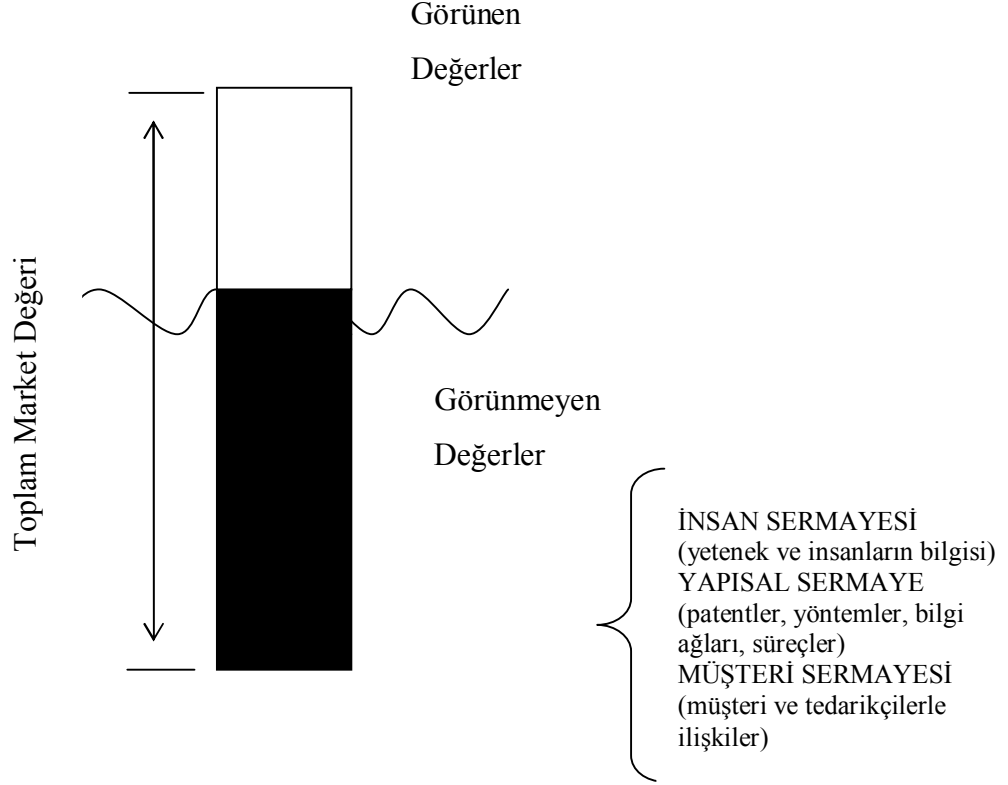 Görünen
Değerler
Toplam Market Değeri
Görünmeyen
Değerler
İNSAN SERMAYESİ
(yetenek ve insanların bilgisi)
YAPISAL SERMAYE
(patentler, yöntemler, bilgi
ağları, süreçler)
MÜŞTERİ SERMAYESİ
(müşteri ve tedarikçilerle
ilişkiler)